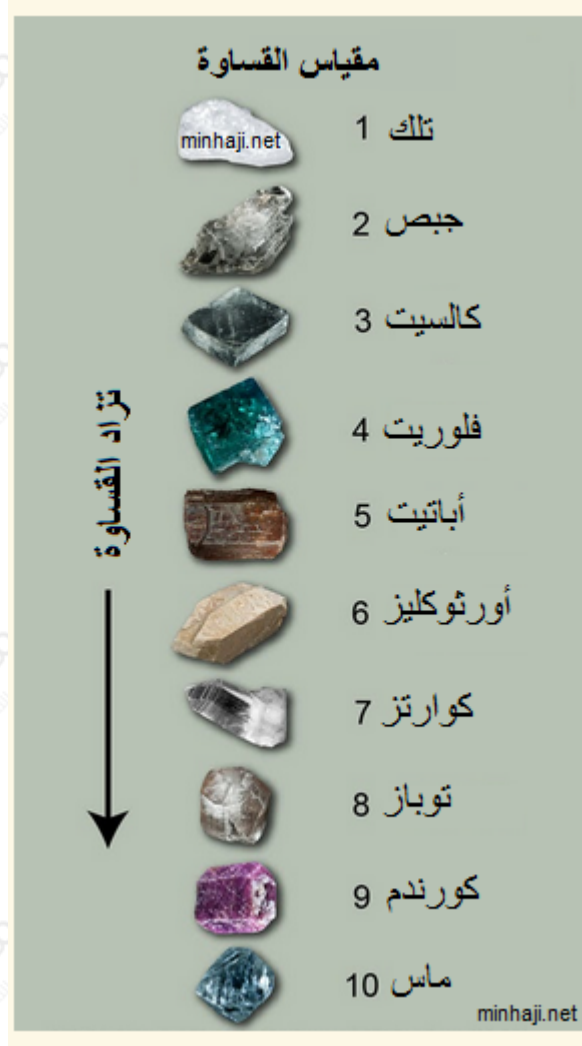 مقياس القساوة
minhaji.net
تلك 1
جبص 2
كالسيت 3
فلوريت 4
أباتيت 5
أورثوكليز 6
كوارتز 7
توباز 8
كورندم 9
ماس 10
تزاد القساوة
minhaji.net